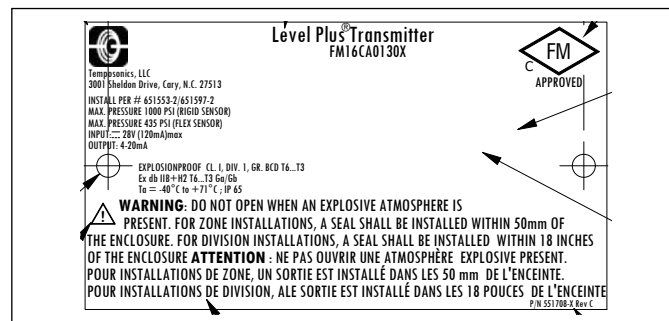 Level Plus® Transmitter
FM16CA0130X
FM
C
APPROVED
Temposonics, LLC
3001 Sheldon Drive, Cary, N.C. 27513
INSTALL PER # 651553-2/651597-2
MAX. PRESSURE 1000 PSI (RIGID SENSOR)
MAX. PRESSURE 435 PSI (FLEX SENSOR)
INPUT:⎓ 28V (120mA)max
OUTPUT: 4-20mA
EXPLOSIONPROOF CL. I, DIV. 1, GR. BCD T6...T3
Ex db IIB+H2 T6...T3 Ga/Gb
Ta = -40°C to +71°C ; IP 65
WARNING: DO NOT OPEN WHEN AN EXPLOSIVE ATMOSPHERE IS
PRESENT. FOR ZONE INSTALLATIONS, A SEAL SHALL BE INSTALLED WITHIN 50mm OF
THE ENCLOSURE. FOR DIVISION INSTALLATIONS, A SEAL SHALL BE INSTALLED WITHIN 18 INCHES
OF THE ENCLOSURE ATTENTION : NE PAS OUVRIR UNE ATMOSPHÈRE EXPLOSIVE PRESENT.
POUR INSTALLATIONS DE ZONE, UN SORTIE EST INSTALLÉ DANS LES 50 mm DE L'ENCEINTE.
POUR INSTALLATIONS DE DIVISION, ALE SORTIE EST INSTALLÉ DANS LES 18 POUCES DE L'ENCEINTE
P/N 551708-X Rev C